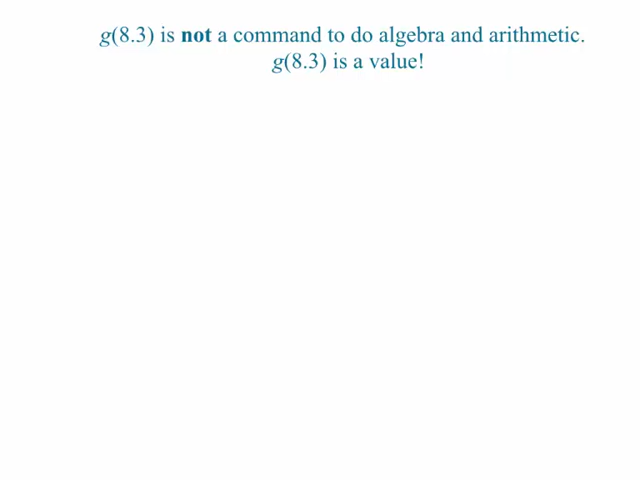 g(8.3) is not a command to do algebra and arithmetic.
g(8.3) is a value!